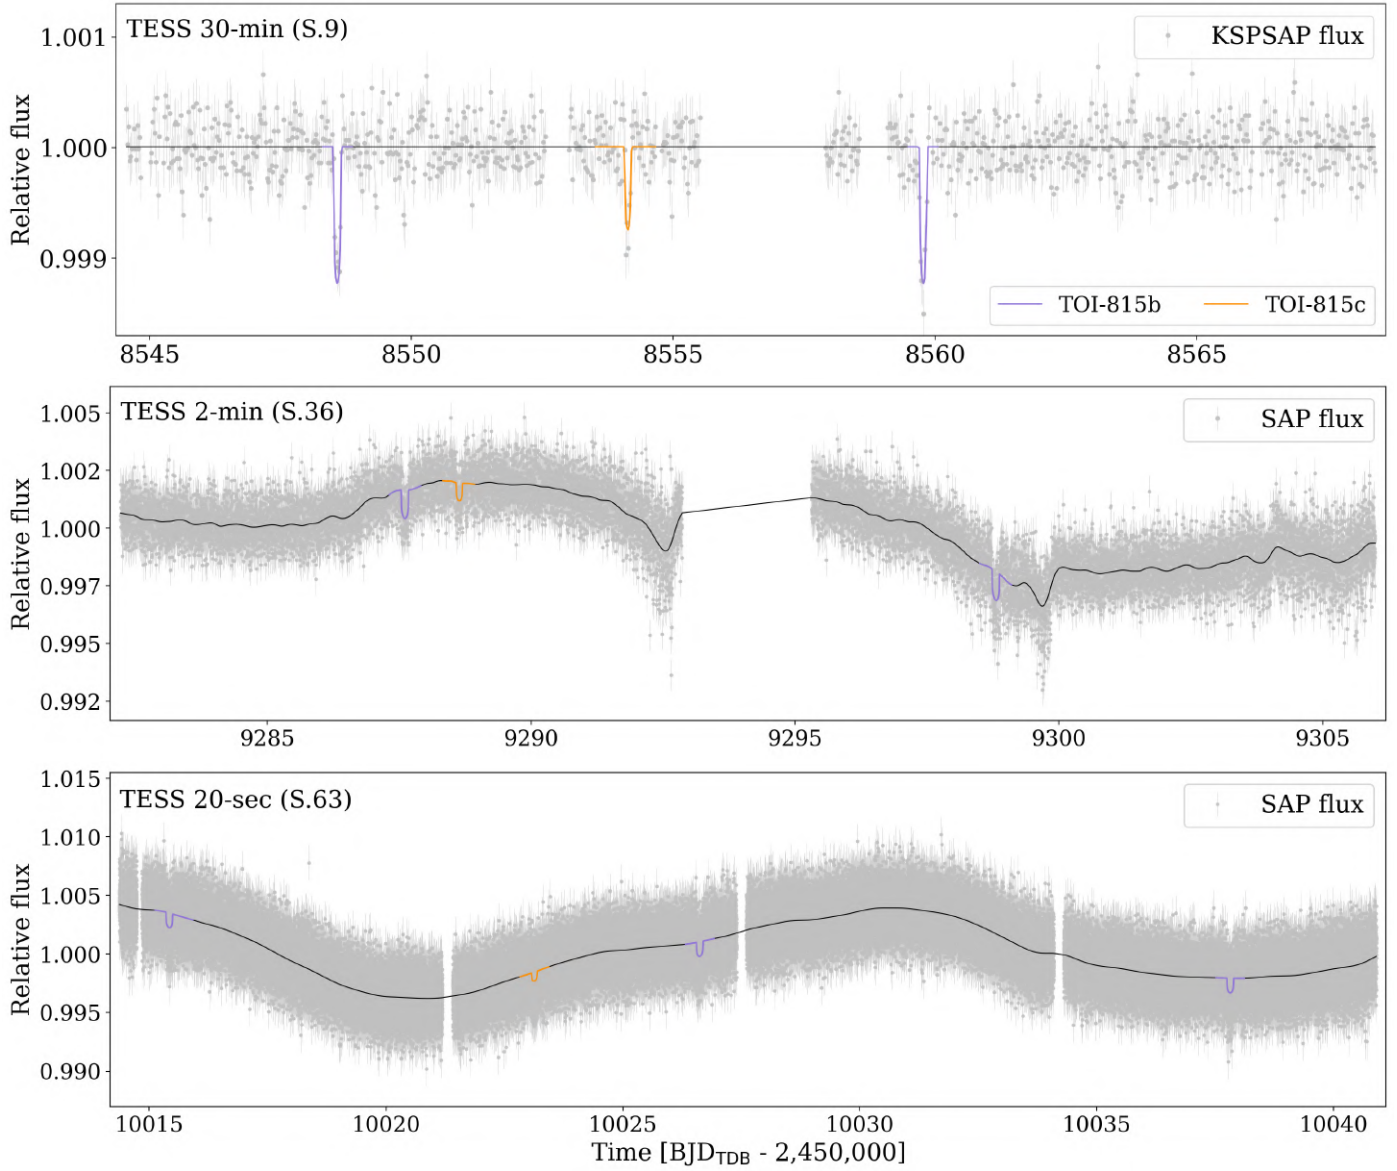 TESS 30-min (S.9)
KSPSAP flux
1.001
1.000
0.999
Relative flux
TOI-815b
TOI-815c
8545
8550
8555
8560
8565
TESS 2-min (S.36)
SAP flux
1.005
1.002
1.000
0.997
0.995
0.992
Relative flux
9285
9290
9295
9300
9305
TESS 20-sec (S.63)
SAP flux
1.015
1.010
1.005
1.000
0.995
0.990
Relative flux
10015
10020
10025
10030
10035
10040
Time [BJD_TDB - 2,450,000]